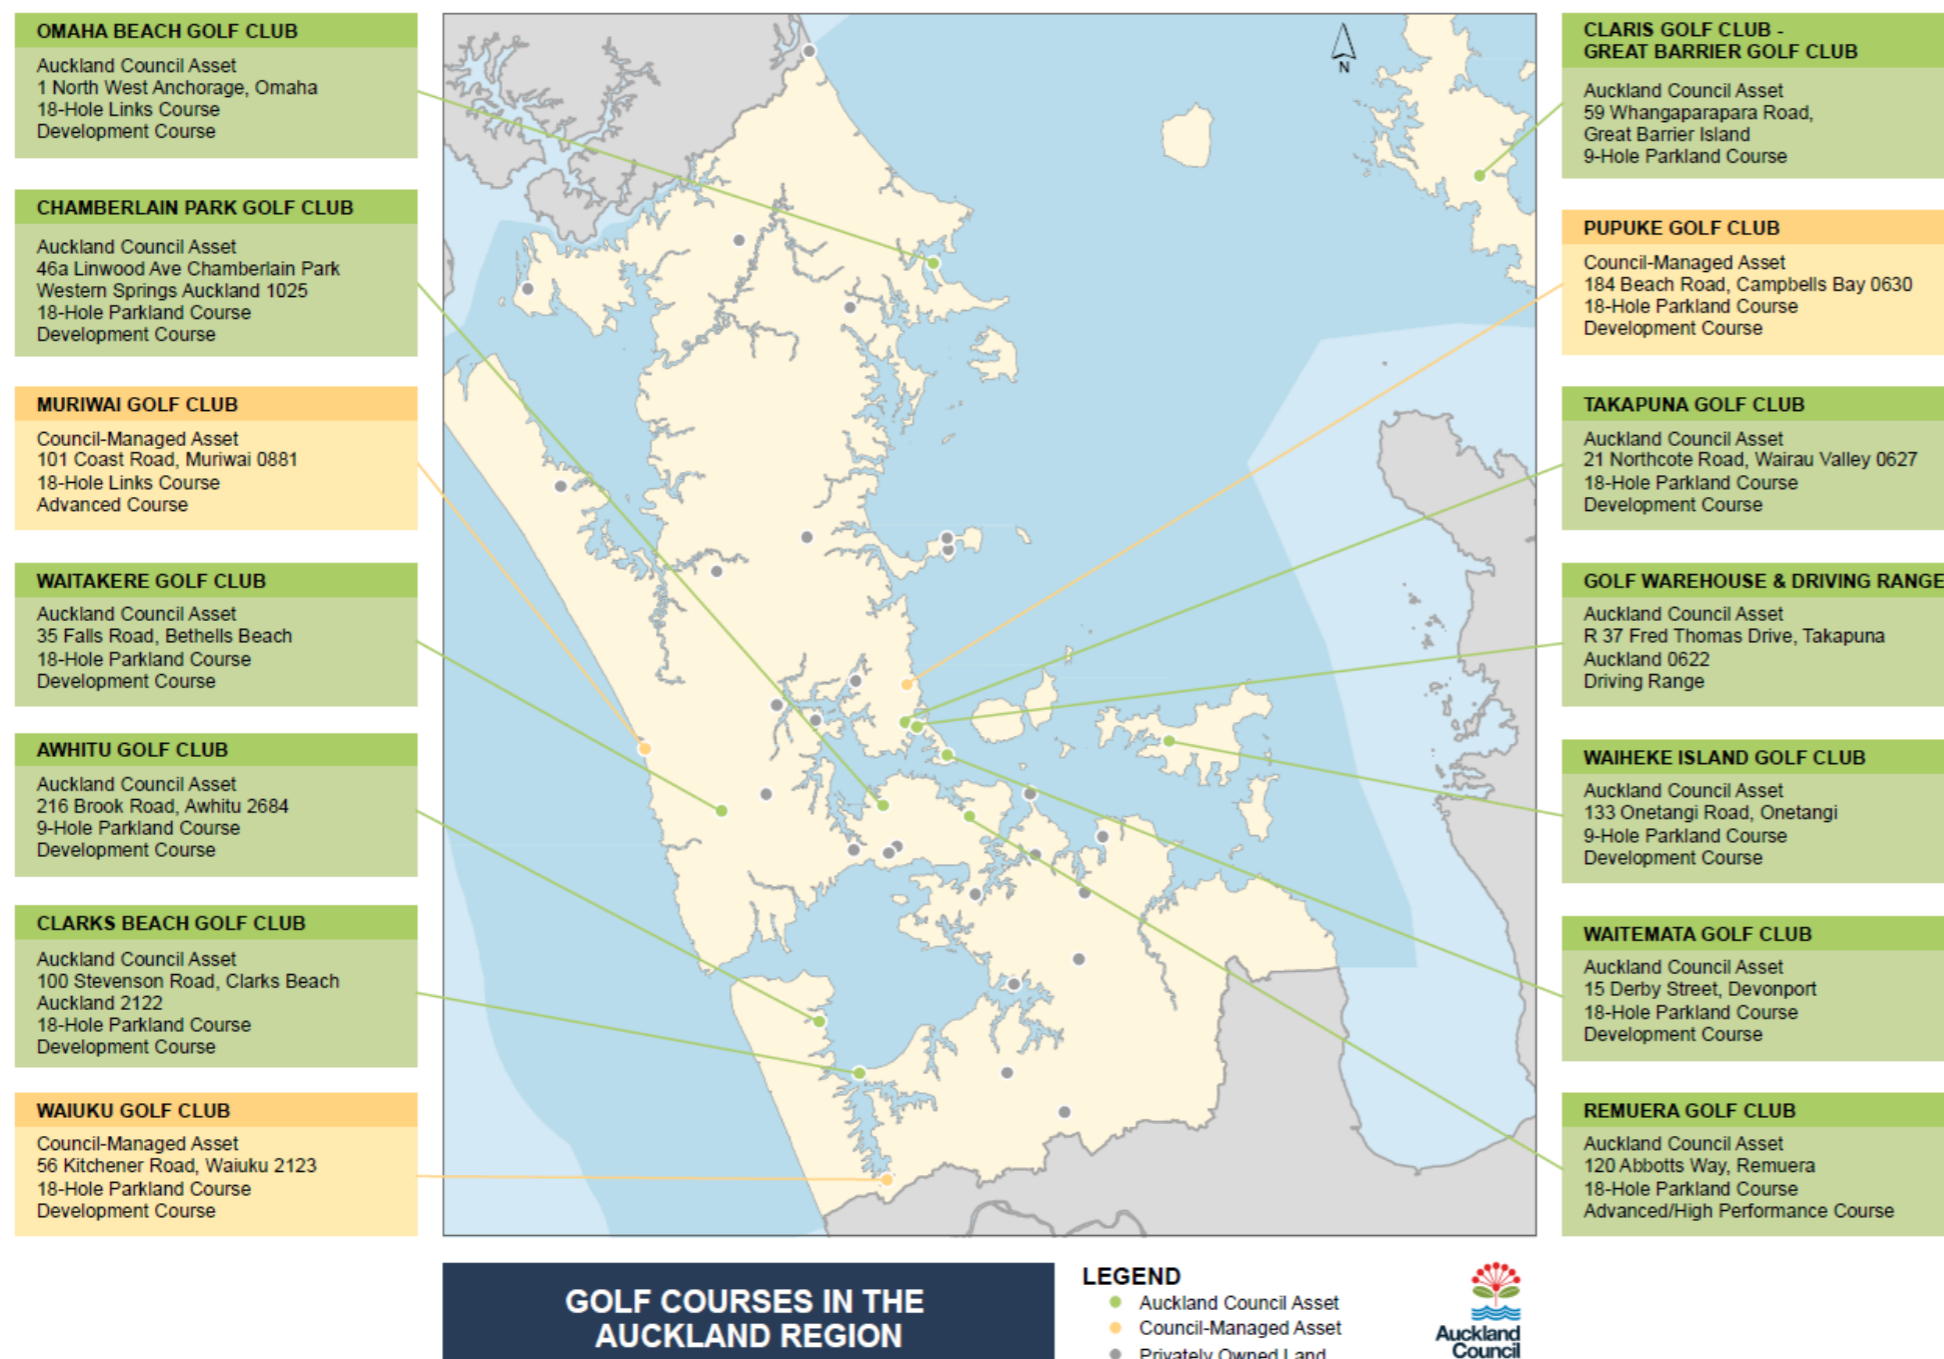 OMAHA BEACH GOLF CLUB
Auckland Council Asset
1 North West Anchorage, Omaha
18-Hole Links Course
Development Course
CHAMBERLAIN PARK GOLF CLUB
Auckland Council Asset
46a Linwood Ave Chamberlain Park
Western Springs Auckland 1025
18-Hole Parkland Course
Development Course
MURIWAI GOLF CLUB
Council-Managed Asset
101 Coast Road, Muriwai 0881
18-Hole Links Course
Advanced Course
WAITAKERE GOLF CLUB
Auckland Council Asset
35 Falls Road, Bethells Beach
18-Hole Parkland Course
Development Course
AWHITU GOLF CLUB
Auckland Council Asset
216 Brook Road, Awhitu 2684
9-Hole Parkland Course
Development Course
CLARKS BEACH GOLF CLUB
Auckland Council Asset
100 Stevenson Road, Clarks Beach
Auckland 2122
18-Hole Parkland Course
Development Course
WAIUKU GOLF CLUB
Council-Managed Asset
56 Kitchener Road, Waiuku 2123
18-Hole Parkland Course
Development Course
N
CLARIS GOLF CLUB -
GREAT BARRIER GOLF CLUB
Auckland Council Asset
59 Whangaparapara Road,
Great Barrier Island
9-Hole Parkland Course
PUPUKE GOLF CLUB
Council-Managed Asset
184 Beach Road, Campbells Bay 0630
18-Hole Parkland Course
Development Course
TAKAPUNA GOLF CLUB
Auckland Council Asset
21 Northcote Road, Wairau Valley 0627
18-Hole Parkland Course
Development Course
GOLF WAREHOUSE & DRIVING RANGE
Auckland Council Asset
R 37 Fred Thomas Drive, Takapuna
Auckland 0622
Driving Range
WAIHEKE ISLAND GOLF CLUB
Auckland Council Asset
133 Onetangi Road, Onetangi
9-Hole Parkland Course
Development Course
WAITEMATA GOLF CLUB
Auckland Council Asset
15 Derby Street, Devonport
18-Hole Parkland Course
Development Course
REMUERA GOLF CLUB
Auckland Council Asset
120 Abbotts Way, Remuera
18-Hole Parkland Course
Advanced/High Performance Course
GOLF COURSES IN THE
AUCKLAND REGION
LEGEND
Auckland Council Asset
Council-Managed Asset
Privately Owned Land
Auckland
Council